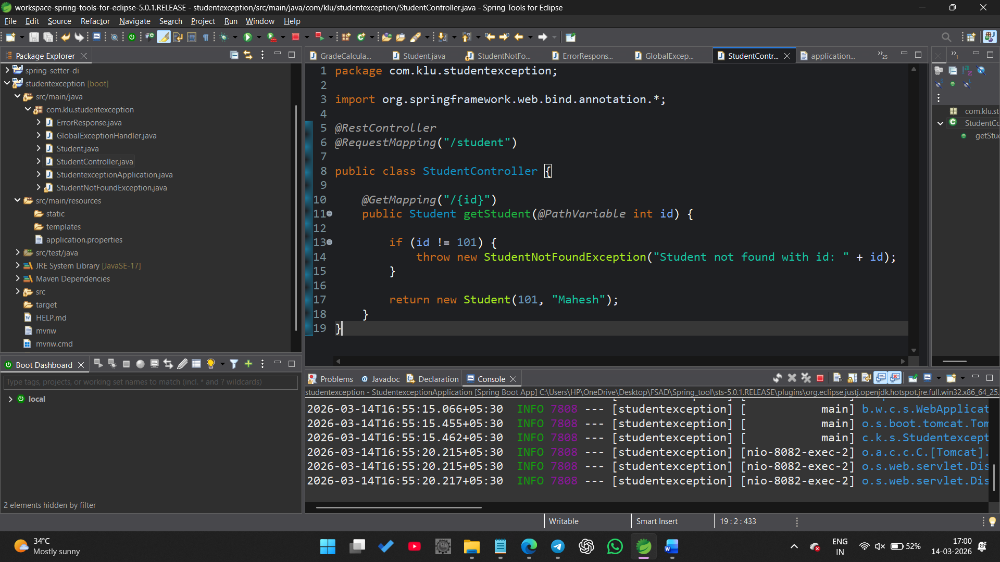 workspace-spring-tools-for-eclipse-5.0.1.RELEASE - studentexception/src/main/java/com/klu/studentexception/StudentController.java - Spring Tools for Eclipse
File Edit Source Refactor Navigate Search Project Run Window Help
Package Explorer
spring-setter-di
studentexception [boot]
src/main/java
com.klu.studentexception
ErrorResponse.java
GlobalExceptionHandler.java
Student.java
StudentController.java
StudentexceptionApplication.java
StudentNotFoundException.java
src/main/resources
static
templates
application.properties
src/test/java
JRE System Library [JavaSE-17]
Maven Dependencies
src
target
HELP.md
mvnw
mvnw.cmd
Boot Dashboard
Type tags, projects, or working set names to match (incl. * and ? wildcards)
local
2 elements hidden by filter
GradeCalcula... Student.java StudentNotFo... ErrorRespons... GlobalExcep... StudentContr... application... »25
1 package com.klu.studentexception;
2
3 import org.springframework.web.bind.annotation.*;
4
5 @RestController
6 @RequestMapping("/student")
7
8 public class StudentController {
9
10 @GetMapping("/{id}")
11 public Student getStudent(@PathVariable int id) {
12
13 if (id != 101) {
14 throw new StudentNotFoundException("Student not found with id: " + id);
15 }
16
17 return new Student(101, "Mahesh");
18 }
19 }
»1
com.klu.st
StudentCo
getStud
Problems Javadoc Declaration Console
studentexception - StudentexceptionApplication [Spring Boot App] C:\Users\HP\OneDrive\Desktop\FSAD\Spring_tool\sts-5.0.1.RELEASE\plugins\org.eclipse.justj.openjdk.hotspot.jre.full.win32.x86_64_25.
2026-03-14T16:55:15.066+05:30 INFO 7808 --- [studentexception] [ main] b.w.c.s.WebApplicat
2026-03-14T16:55:15.455+05:30 INFO 7808 --- [studentexception] [ main] o.s.boot.tomcat.Tom
2026-03-14T16:55:15.462+05:30 INFO 7808 --- [studentexception] [ main] c.k.s.Studentexcept
2026-03-14T16:55:20.215+05:30 INFO 7808 --- [studentexception] [nio-8082-exec-2] o.a.c.c.C.[Tomcat].
2026-03-14T16:55:20.215+05:30 INFO 7808 --- [studentexception] [nio-8082-exec-2] o.s.web.servlet.Dis
2026-03-14T16:55:20.217+05:30 INFO 7808 --- [studentexception] [nio-8082-exec-2] o.s.web.servlet.Dis
Writable Smart Insert 19 : 2 : 433
34°C
Mostly sunny
ENG
IN
52%
17:00
14-03-2026